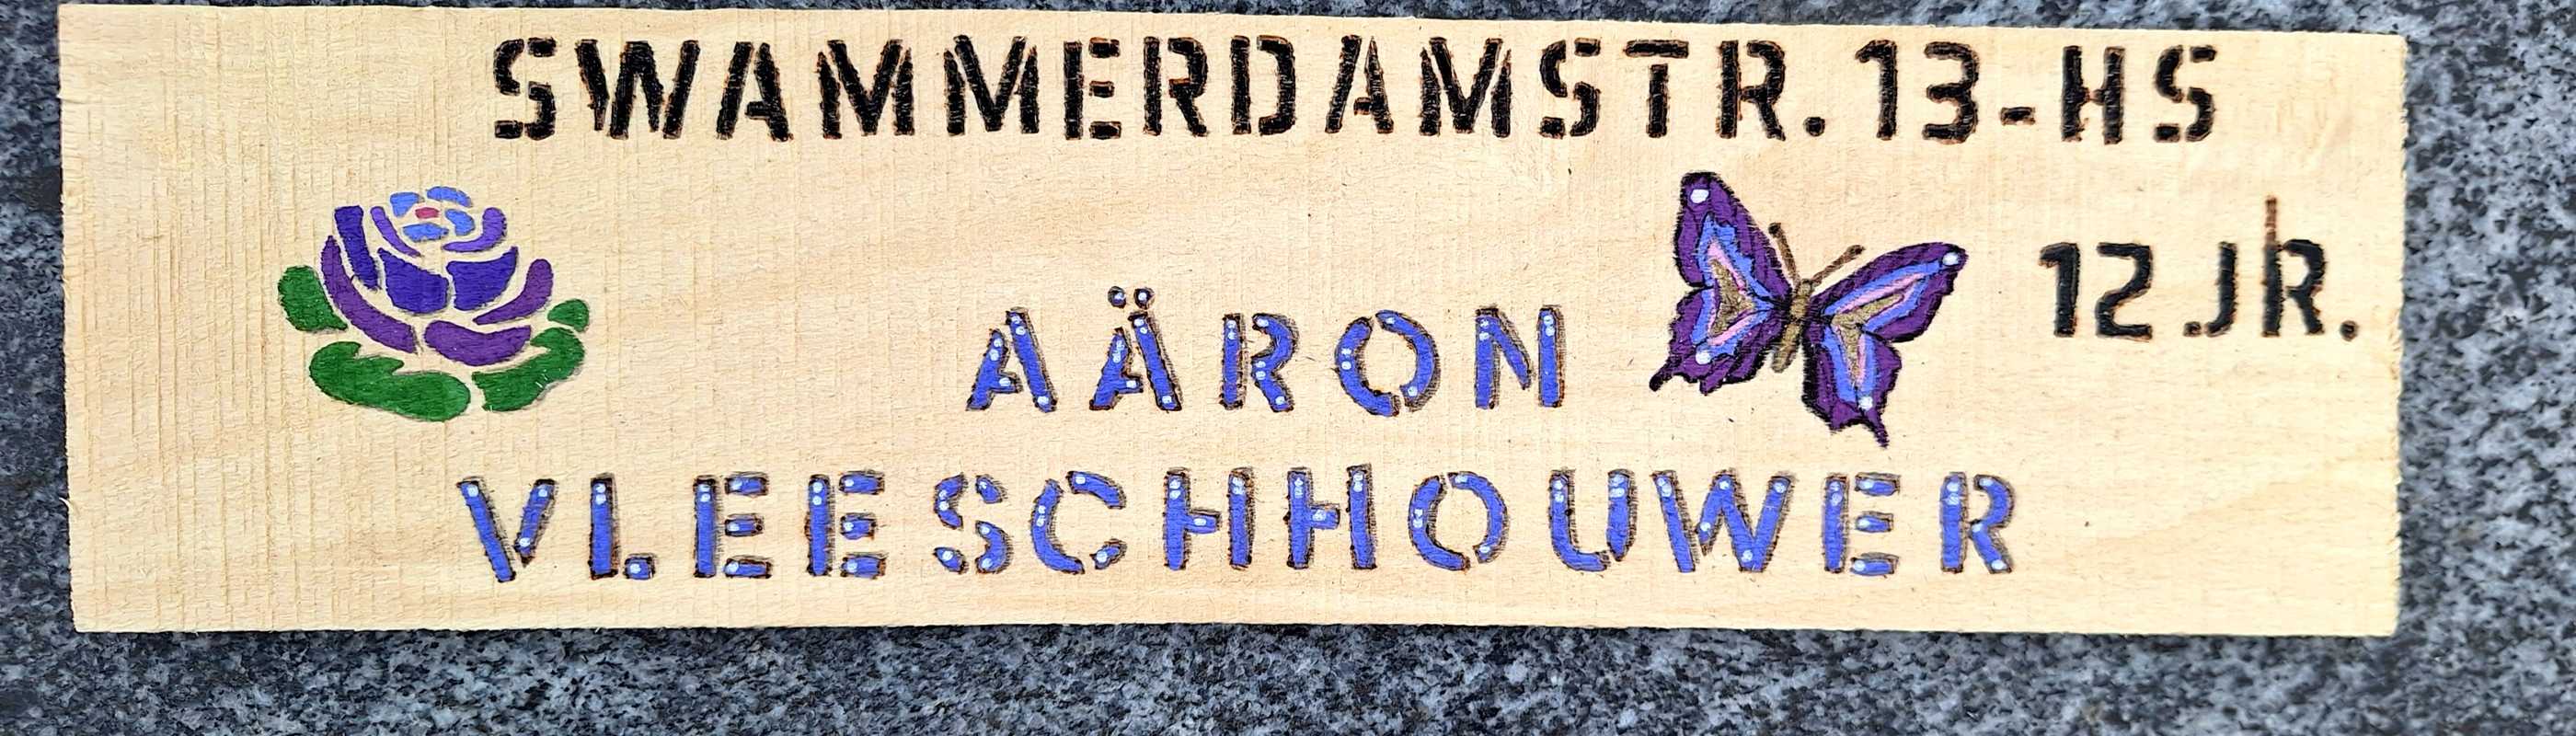 SWAMMERDAMSTR. 13-HS
12 JR.
AÄRON
VLEESCHHOUWER